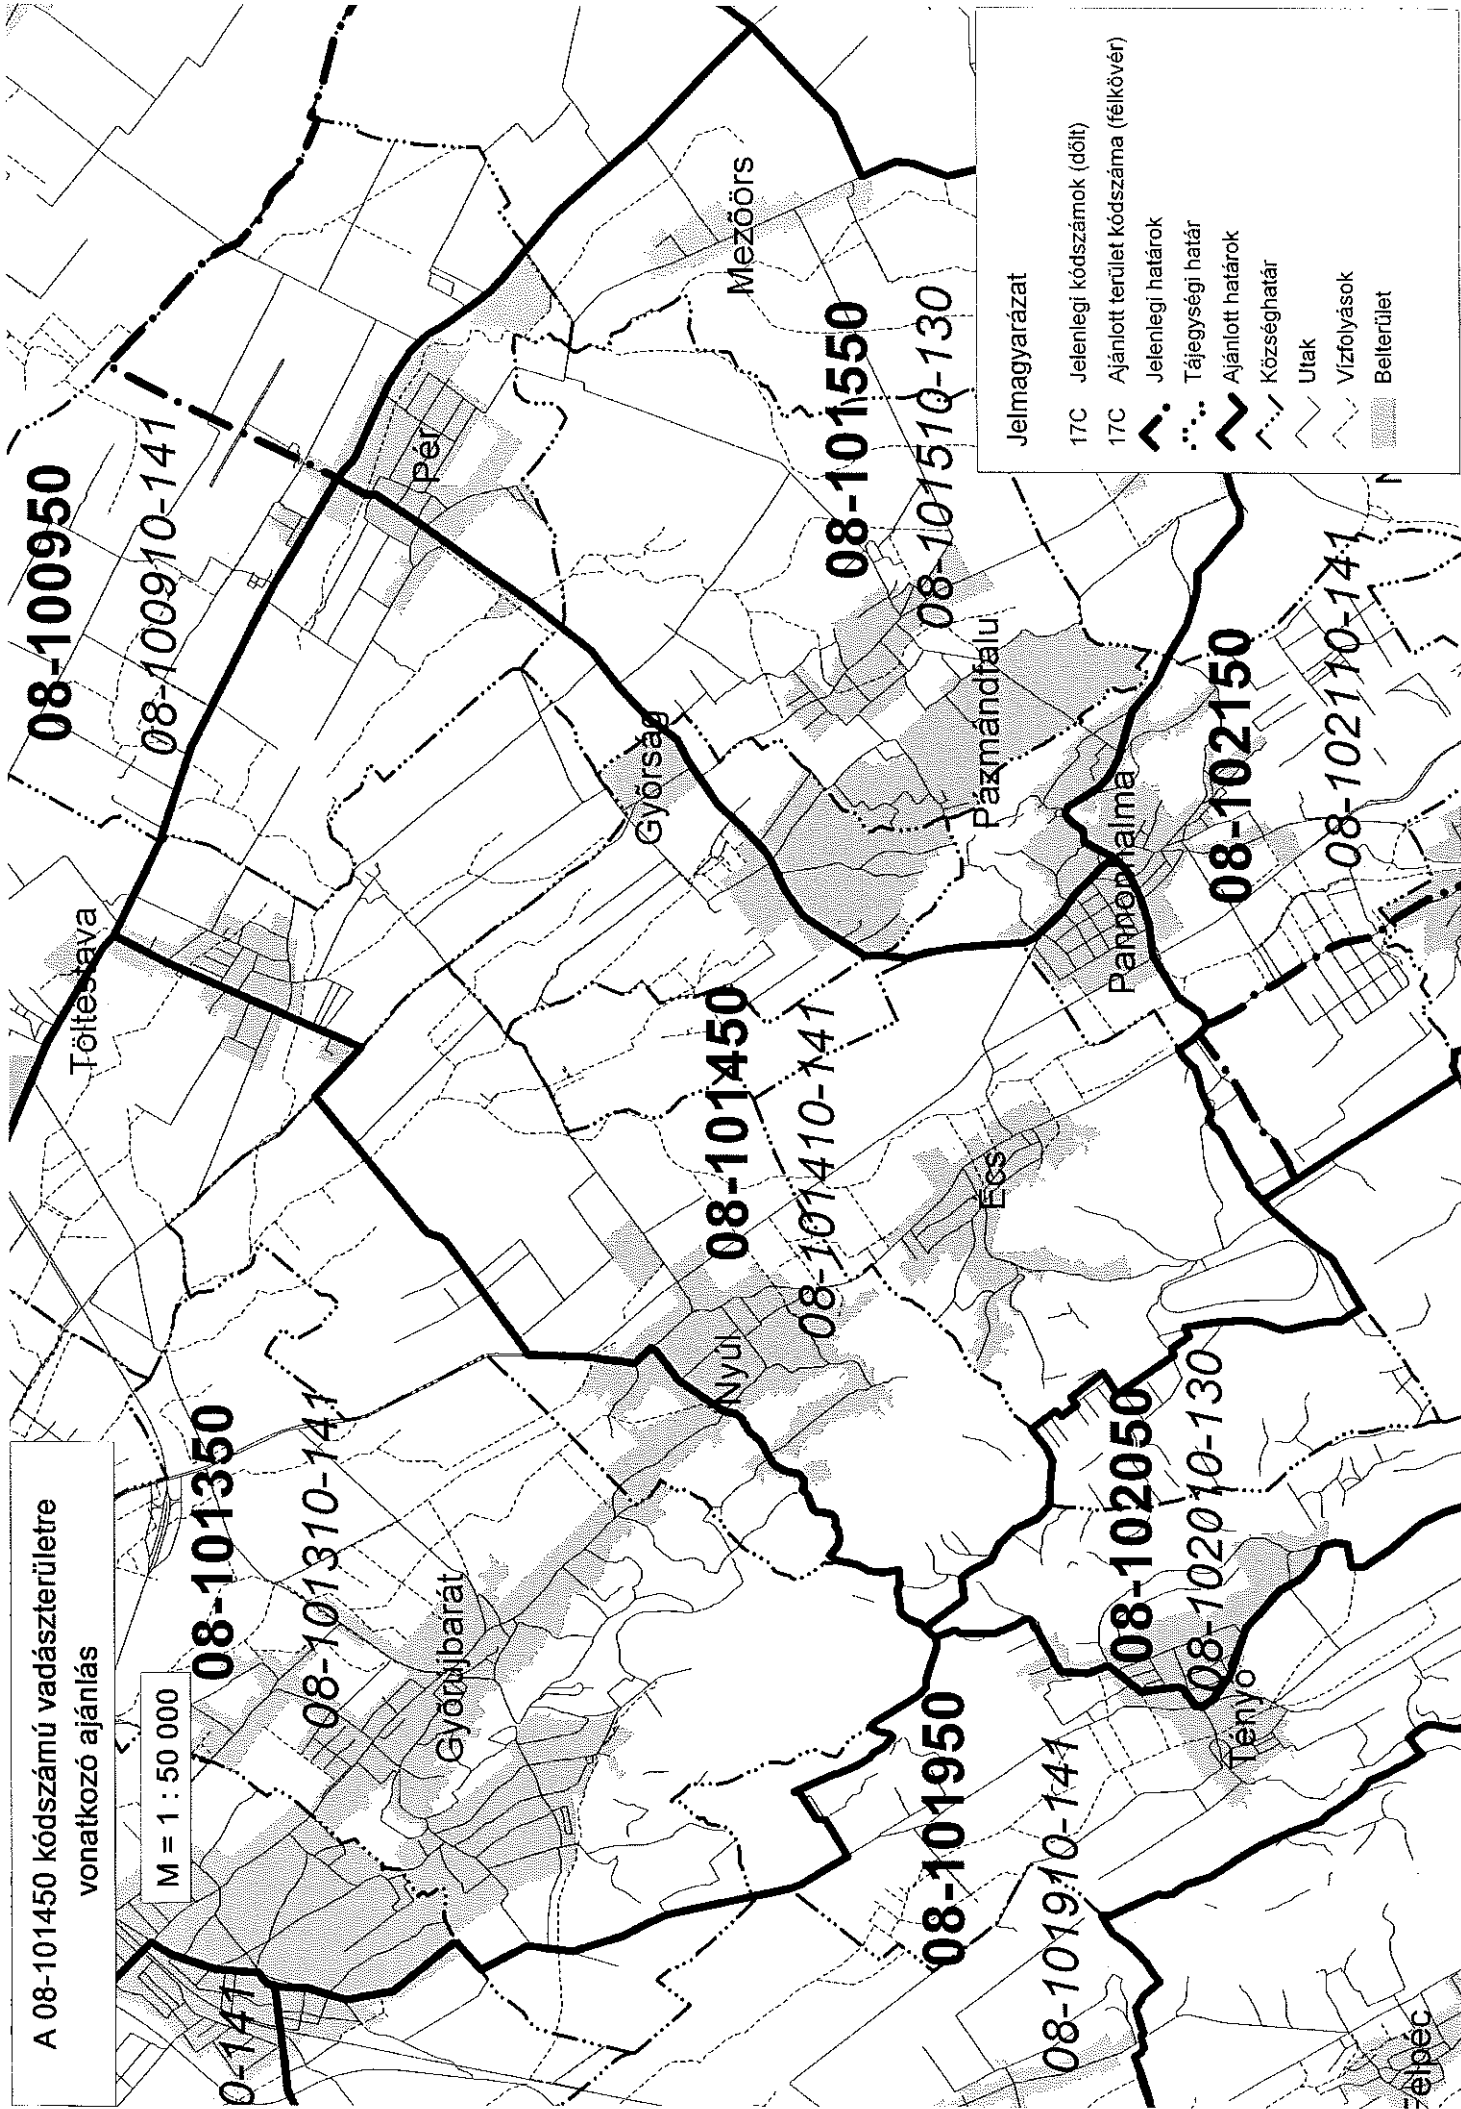 A 08-101450 kódszámú vadászterületre
vonatkozó ajánlás
M = 1 : 50 000
0-141
08-101350
08-101310-141
Győrújbarát
Töltéstava
08-100950
08-100910-141
Pér
Győrság
Mezőörs
08-101450
08-101410-141
Nyúl
Écs
Pázmándfalu
08-101550
08-101510-130
Pannonhalma
08-102150
08-102110-141
08-102050
08-102010-130
Tényő
08-101950
08-101910-141
Felpéc
Jelmagyarázat
17C Jelenlegi kódszámok (dőlt)
17C Ajánlott terület kódszáma (félkövér)
Jelenlegi határok
Tájegységi határ
Ajánlott határok
Községhatár
Utak
Vízfolyások
Belterület